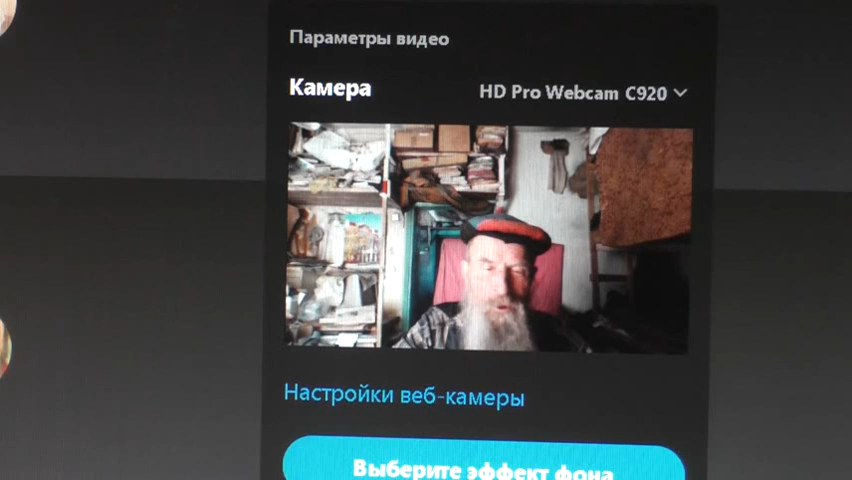 Параметры видео
Камера
HD Pro Webcam C920
Настройки веб-камеры
Выберите эффект фона